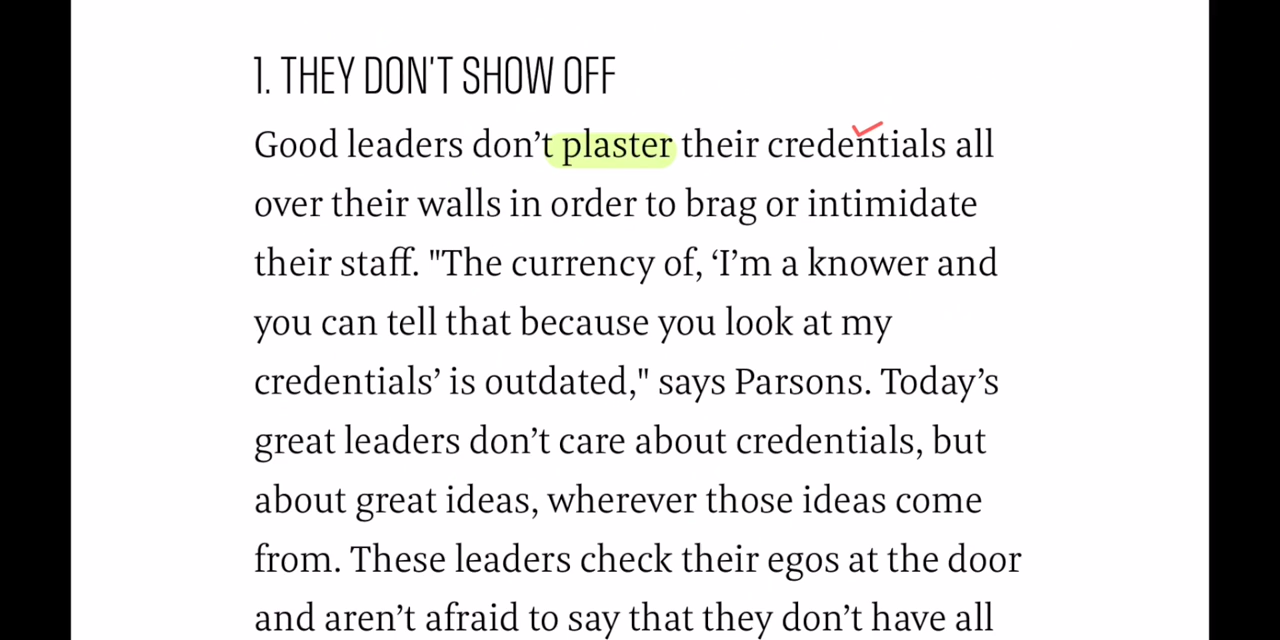 1. THEY DON'T SHOW OFF
Good leaders don’t plaster their credentials all
over their walls in order to brag or intimidate
their staff. "The currency of, ‘I’m a knower and
you can tell that because you look at my
credentials’ is outdated," says Parsons. Today’s
great leaders don’t care about credentials, but
about great ideas, wherever those ideas come
from. These leaders check their egos at the door
and aren’t afraid to say that they don’t have all